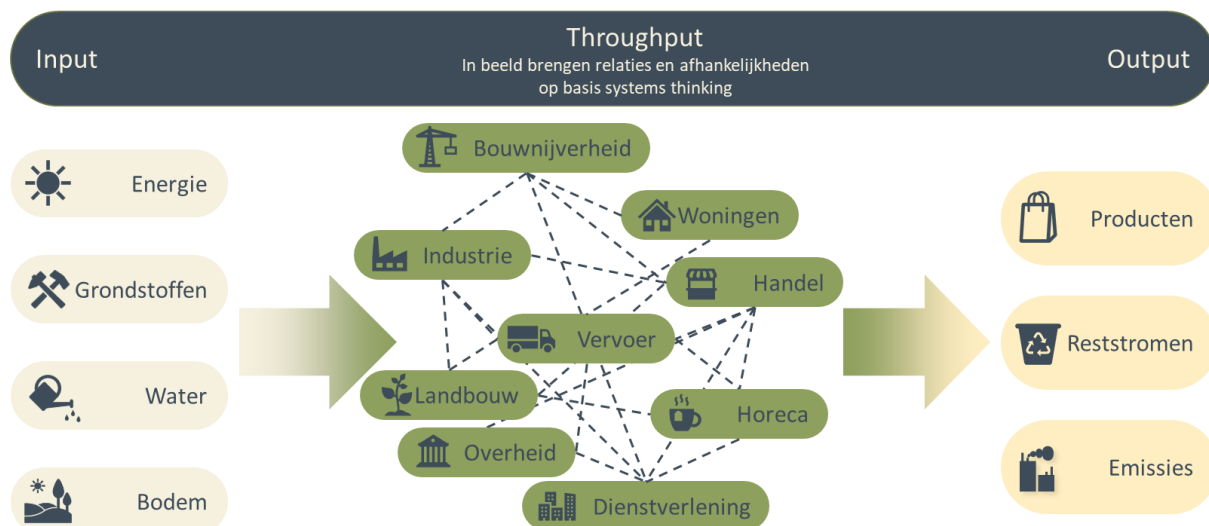 Input
Throughput
In beeld brengen relaties en afhankelijkheden
op basis systems thinking
Output
Energie
Grondstoffen
Water
Bodem
Bouwnijverheid
Woningen
Industrie
Handel
Vervoer
Landbouw
Horeca
Overheid
Dienstverlening
Producten
Reststromen
Emissies